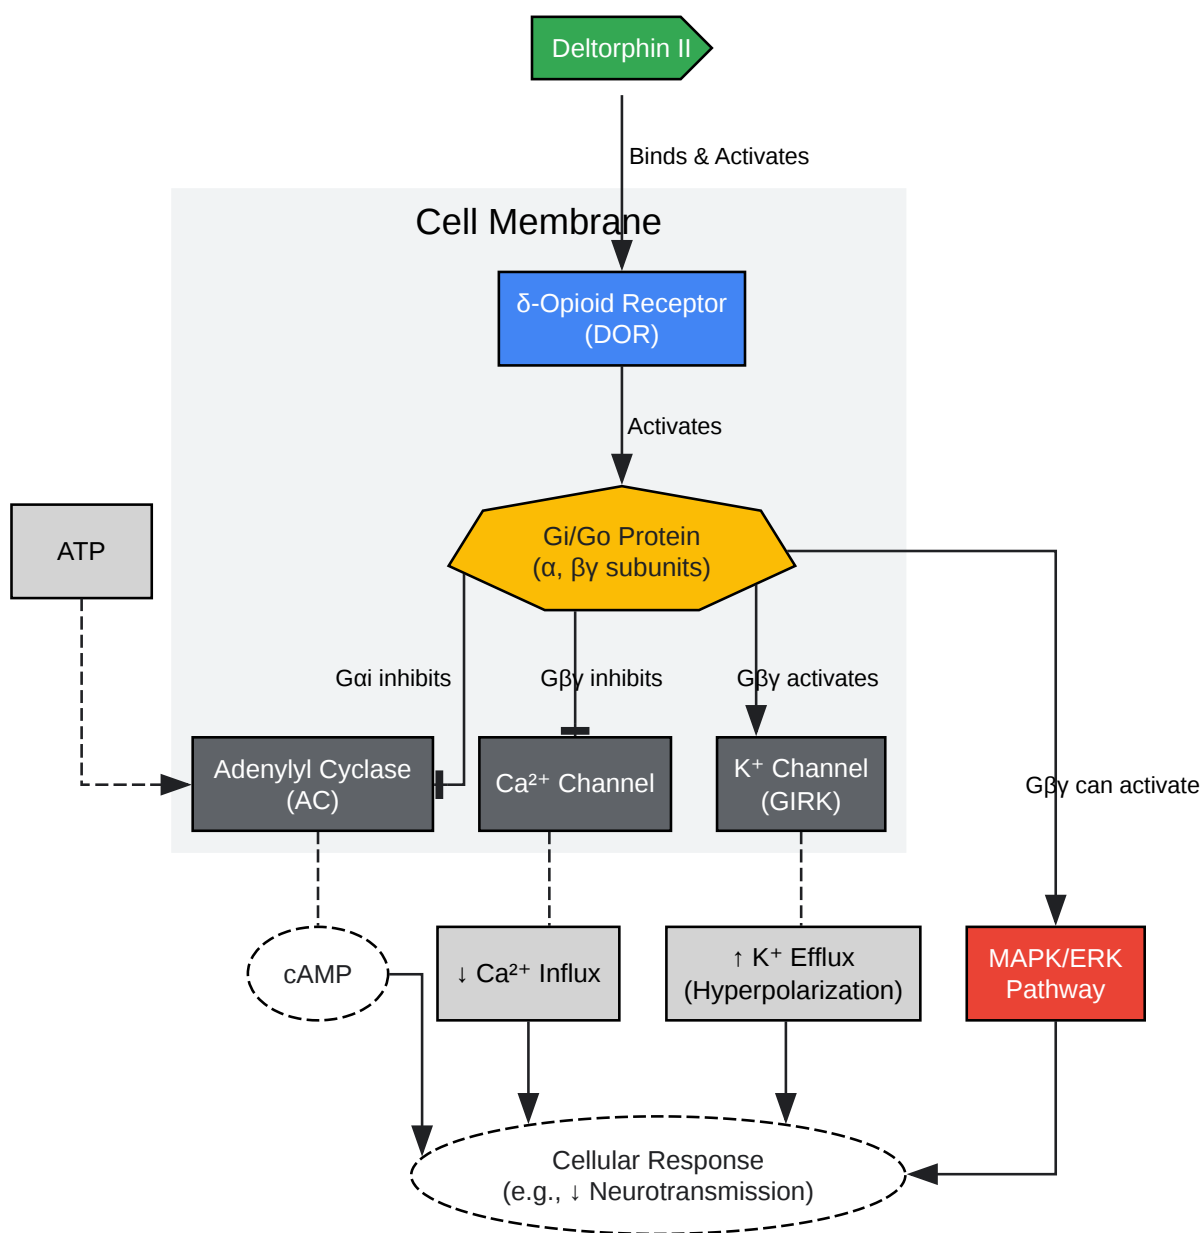 Deltorphin II
Binds & Activates
Cell Membrane
δ-Opioid Receptor
(DOR)
Activates
Gi/Go Protein
(α, βγ subunits)
ATP
Gαi inhibits
Gβγ inhibits
Gβγ activates
Adenylyl Cyclase
(AC)
Ca²⁺ Channel
K⁺ Channel
(GIRK)
Gβγ can activate
cAMP
↓ Ca²⁺ Influx
↑ K⁺ Efflux
(Hyperpolarization)
MAPK/ERK
Pathway
Cellular Response
(e.g., ↓ Neurotransmission)